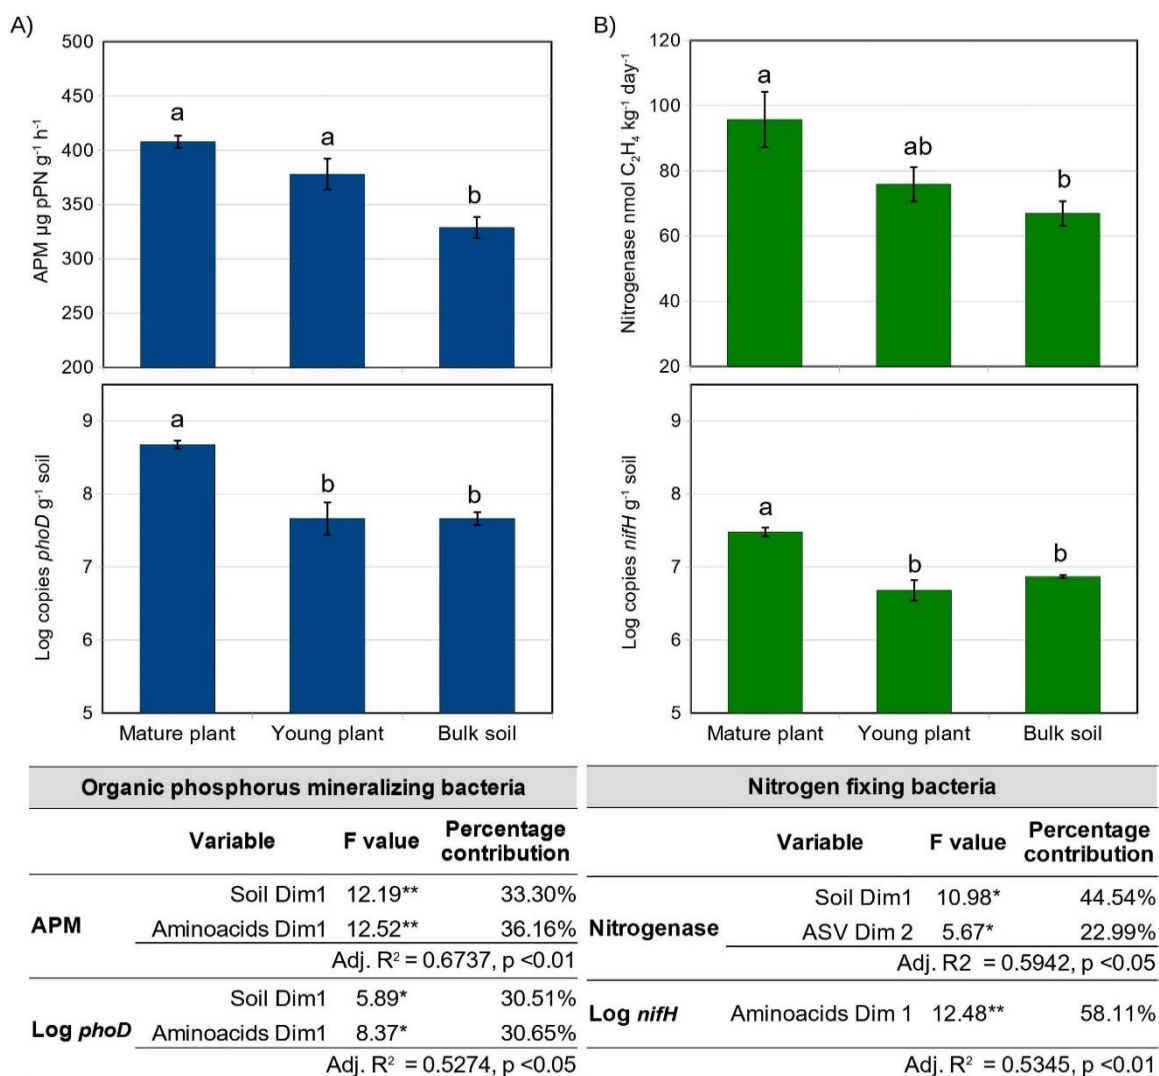 A)
500
450
400
350
300
250
200
APM µg pPN g⁻¹ h⁻¹
a
a
b
9
8
7
6
5
Log copies phoD g⁻¹ soil
a
b
b
Mature plant
Young plant
Bulk soil
B)
120
100
80
60
40
20
Nitrogenase nmol C₂H₄ kg⁻¹ day⁻¹
a
ab
b
9
8
7
6
5
Log copies nifH g⁻¹ soil
a
b
b
Mature plant
Young plant
Bulk soil
Organic phosphorus mineralizing bacteria
Variable F value Percentage
contribution
Soil Dim1 12.19** 33.30%
APM Aminoacids Dim1 12.52** 36.16%
Adj. R² = 0.6737, p <0.01
Soil Dim1 5.89* 30.51%
Log phoD Aminoacids Dim1 8.37* 30.65%
Adj. R² = 0.5274, p <0.05
Nitrogen fixing bacteria
Variable F value Percentage
contribution
Soil Dim1 10.98* 44.54%
Nitrogenase ASV Dim 2 5.67* 22.99%
Adj. R2 = 0.5942, p <0.05
Log nifH Aminoacids Dim 1 12.48** 58.11%
Adj. R² = 0.5345, p <0.01